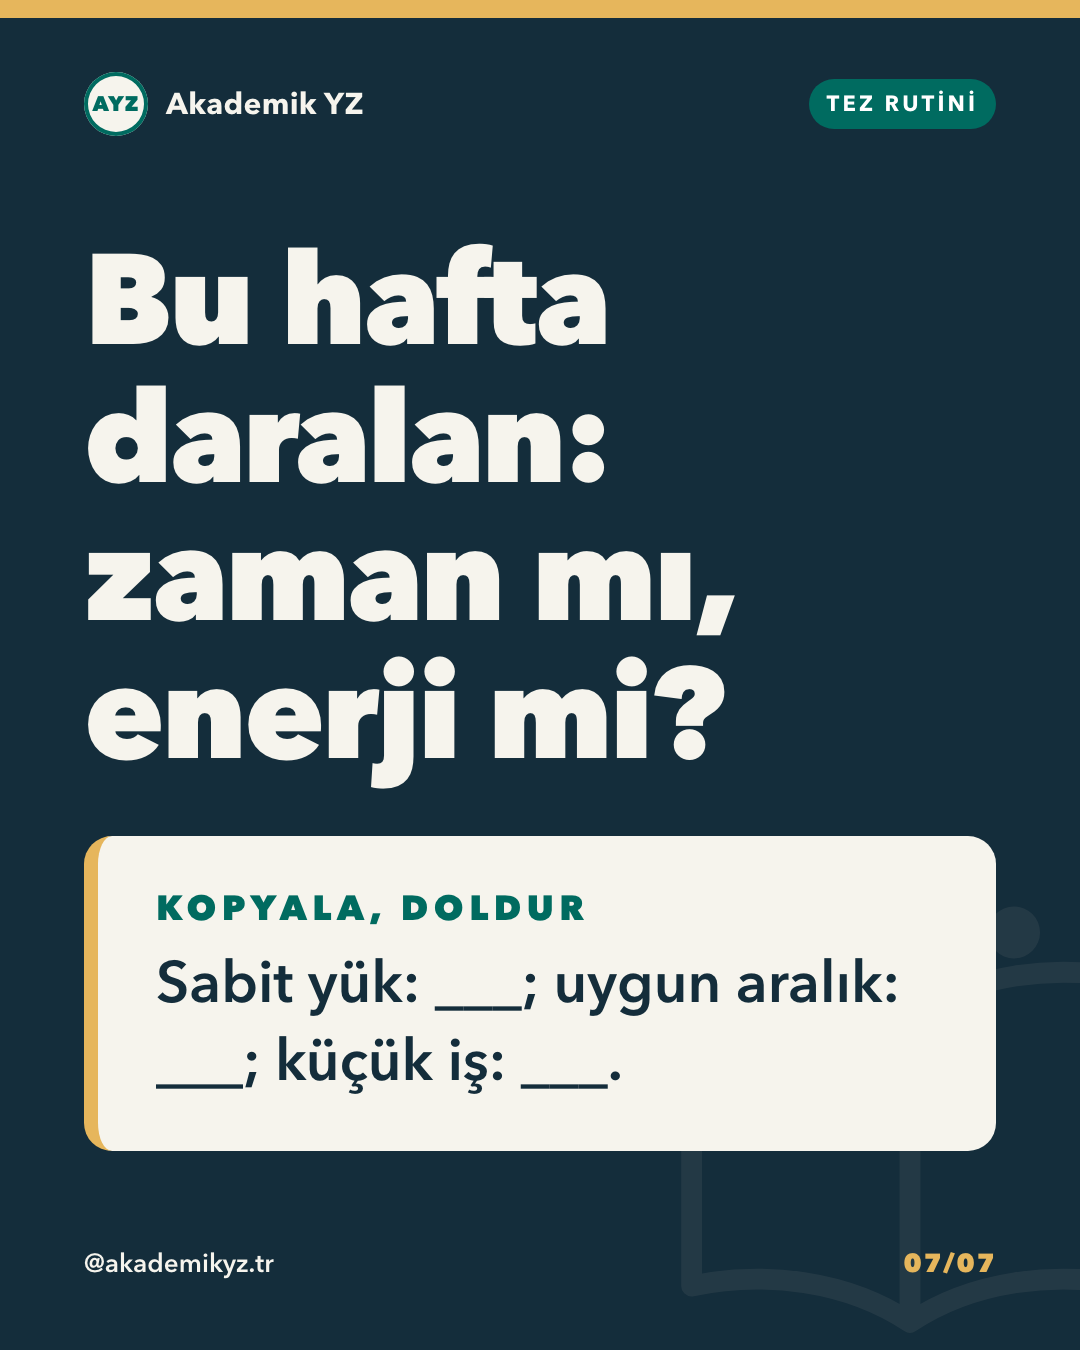 AYZ Akademik YZ
TEZ RUTİNİ
Bu hafta
daralan:
zaman mı,
enerji mi?
KOPYALA, DOLDUR
Sabit yük: ___; uygun aralık:
___; küçük iş: ___.
@akademikyz.tr
07/07